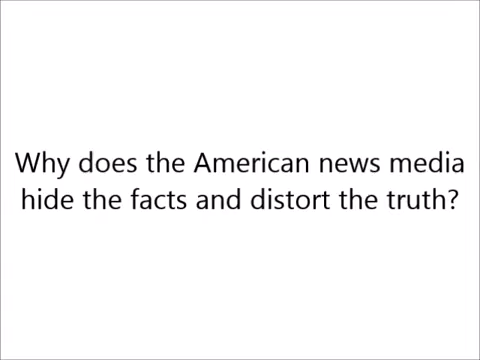 Why does the American news media
hide the facts and distort the truth?